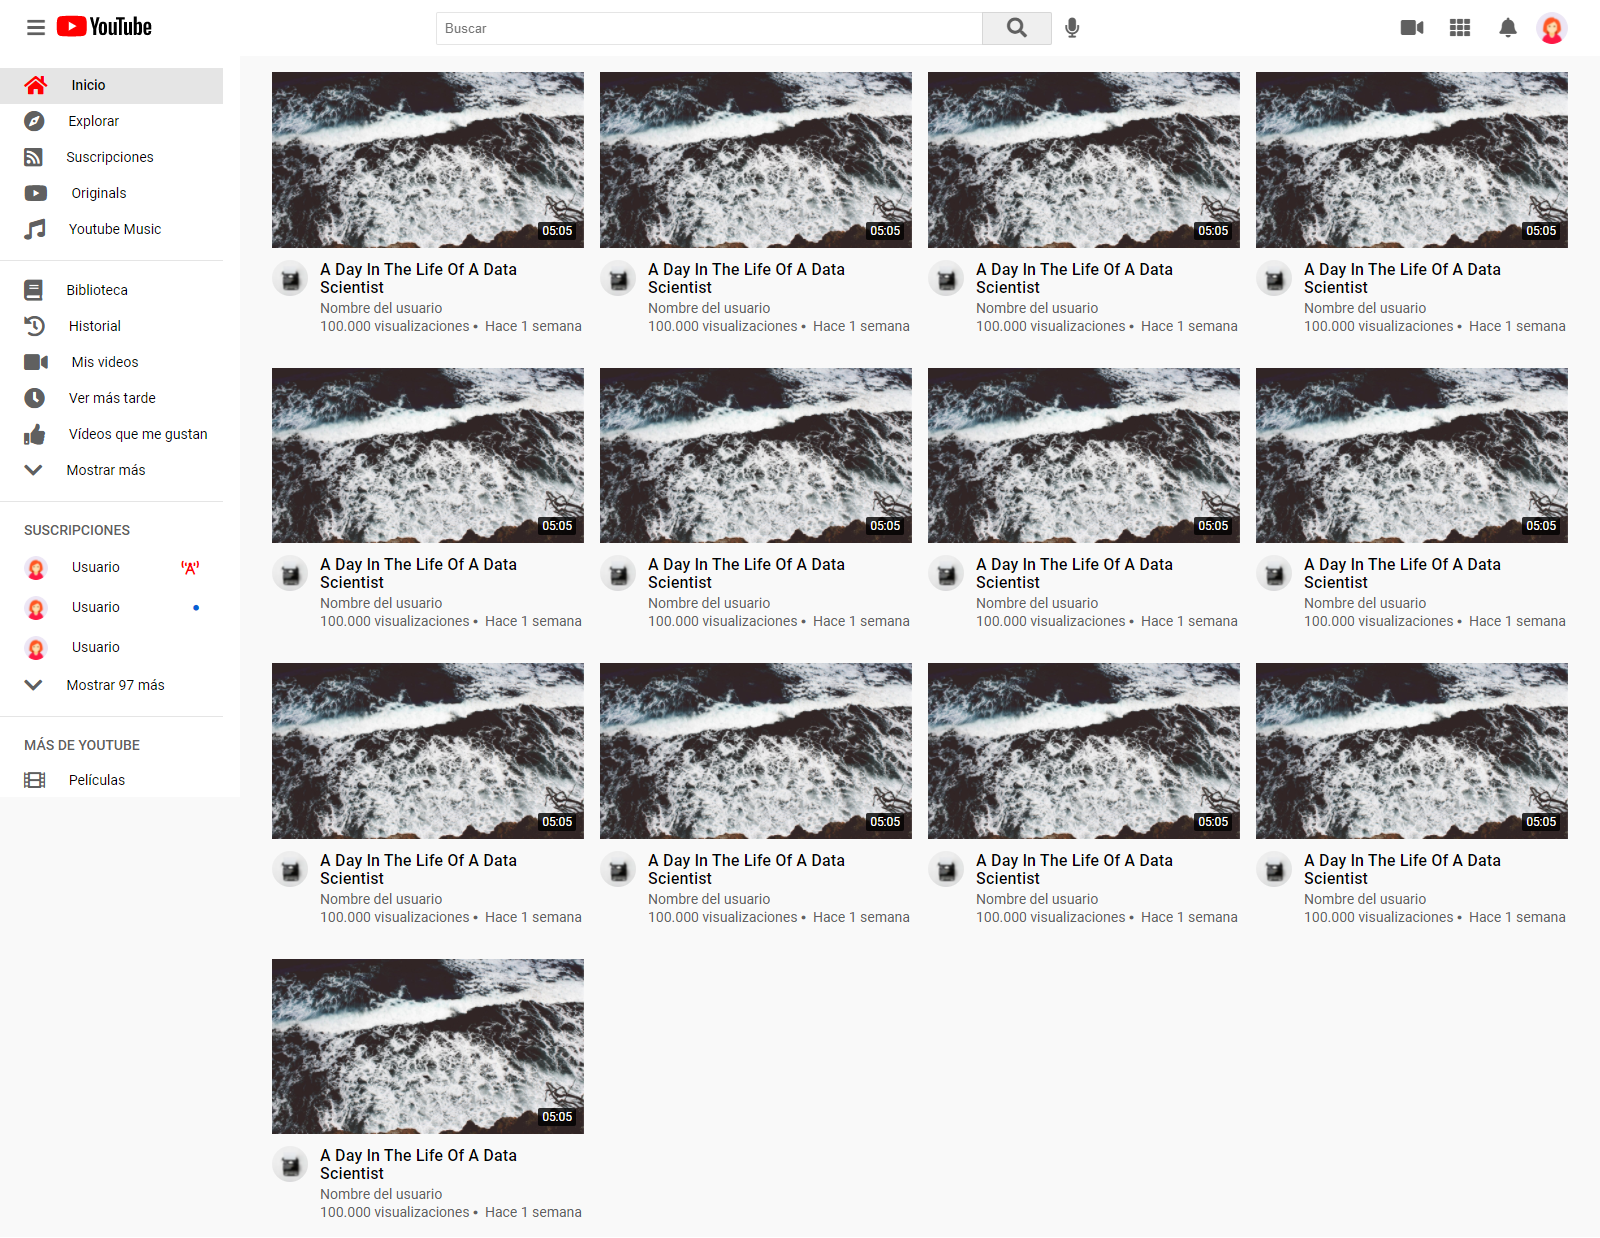 YouTube
Buscar
Inicio
Explorar
Suscripciones
Originals
Youtube Music
Biblioteca
Historial
Mis videos
Ver más tarde
Vídeos que me gustan
Mostrar más
SUSCRIPCIONES
Usuario
Usuario
Usuario
Mostrar 97 más
MÁS DE YOUTUBE
Películas
05:05
A Day In The Life Of A Data
Scientist
Nombre del usuario
100.000 visualizaciones • Hace 1 semana
05:05
A Day In The Life Of A Data
Scientist
Nombre del usuario
100.000 visualizaciones • Hace 1 semana
05:05
A Day In The Life Of A Data
Scientist
Nombre del usuario
100.000 visualizaciones • Hace 1 semana
05:05
A Day In The Life Of A Data
Scientist
Nombre del usuario
100.000 visualizaciones • Hace 1 semana
05:05
A Day In The Life Of A Data
Scientist
Nombre del usuario
100.000 visualizaciones • Hace 1 semana
05:05
A Day In The Life Of A Data
Scientist
Nombre del usuario
100.000 visualizaciones • Hace 1 semana
05:05
A Day In The Life Of A Data
Scientist
Nombre del usuario
100.000 visualizaciones • Hace 1 semana
05:05
A Day In The Life Of A Data
Scientist
Nombre del usuario
100.000 visualizaciones • Hace 1 semana
05:05
A Day In The Life Of A Data
Scientist
Nombre del usuario
100.000 visualizaciones • Hace 1 semana
05:05
A Day In The Life Of A Data
Scientist
Nombre del usuario
100.000 visualizaciones • Hace 1 semana
05:05
A Day In The Life Of A Data
Scientist
Nombre del usuario
100.000 visualizaciones • Hace 1 semana
05:05
A Day In The Life Of A Data
Scientist
Nombre del usuario
100.000 visualizaciones • Hace 1 semana
05:05
A Day In The Life Of A Data
Scientist
Nombre del usuario
100.000 visualizaciones • Hace 1 semana